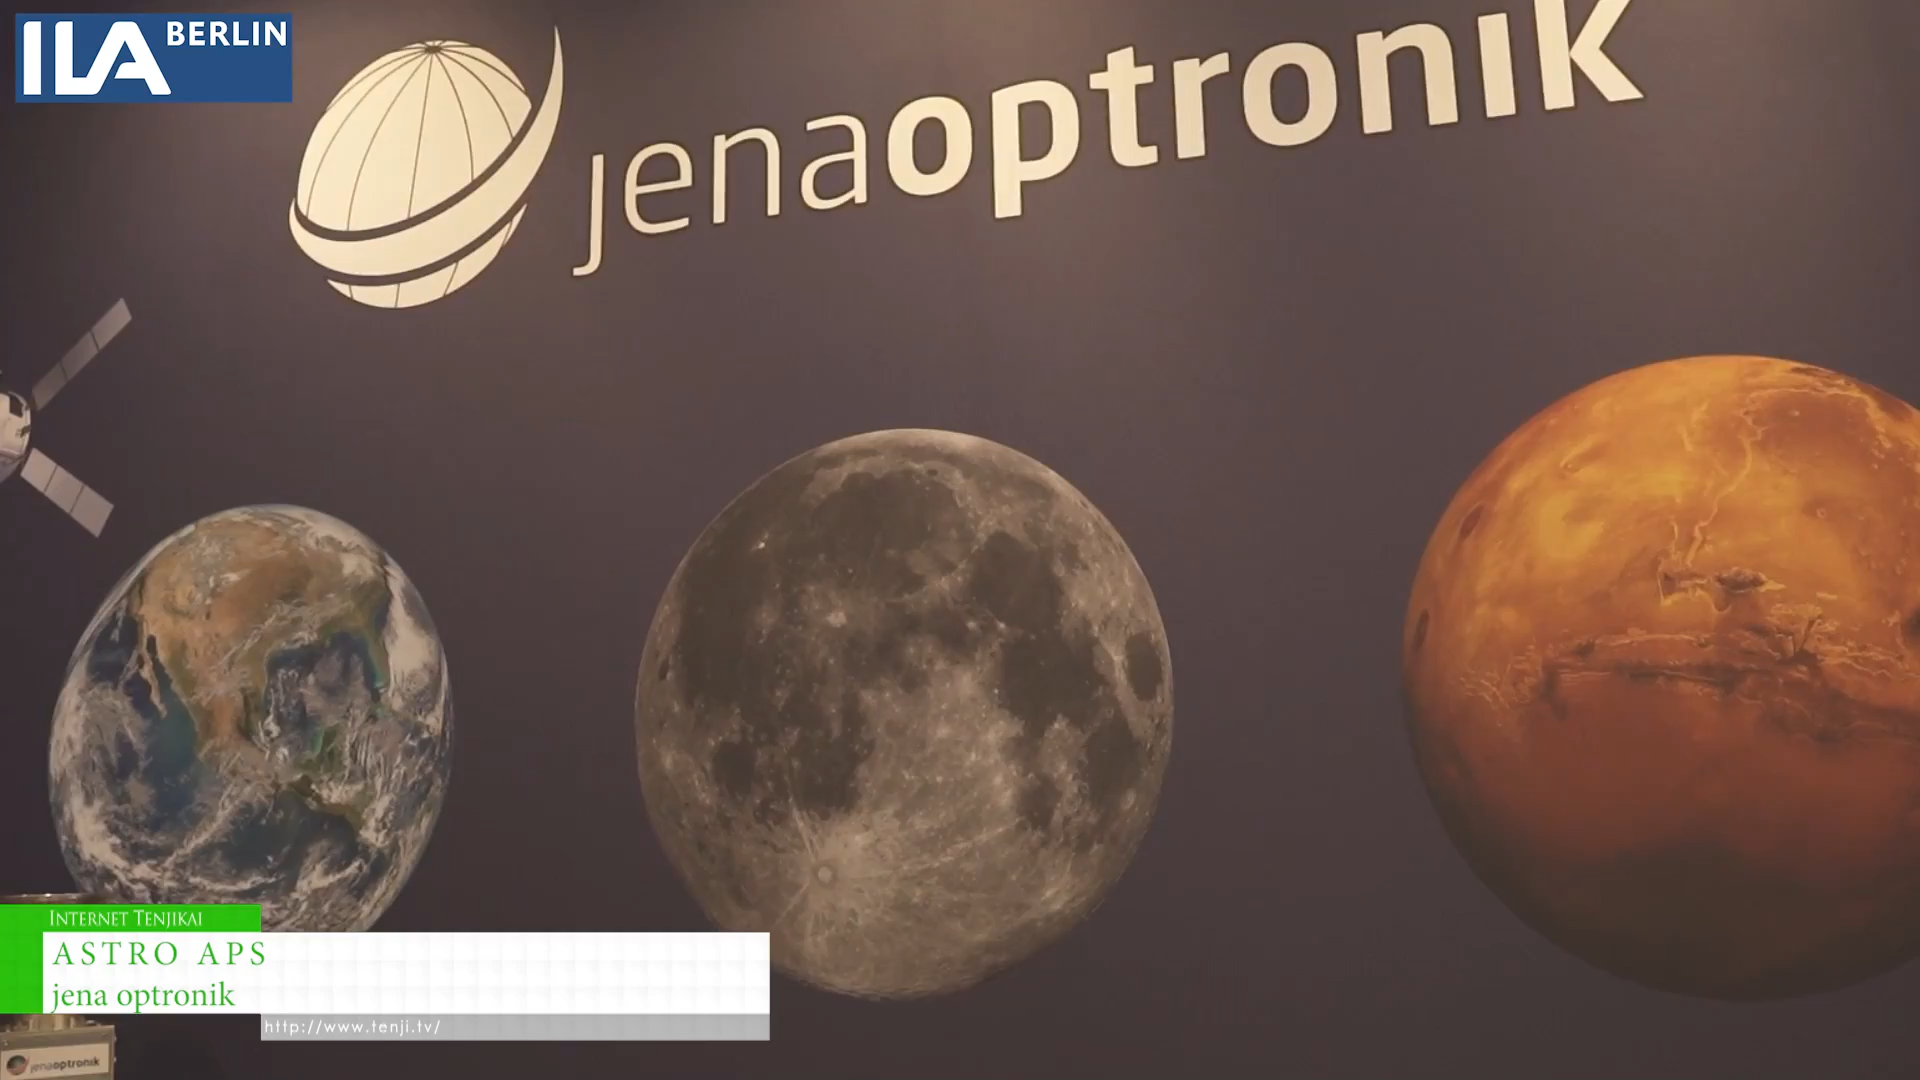 ILA BERLIN
jenaoptronik
INTERNET TENJIKAI
ASTRO APS
jena optronik
http://www.tenji.tv/
jenaoptronik